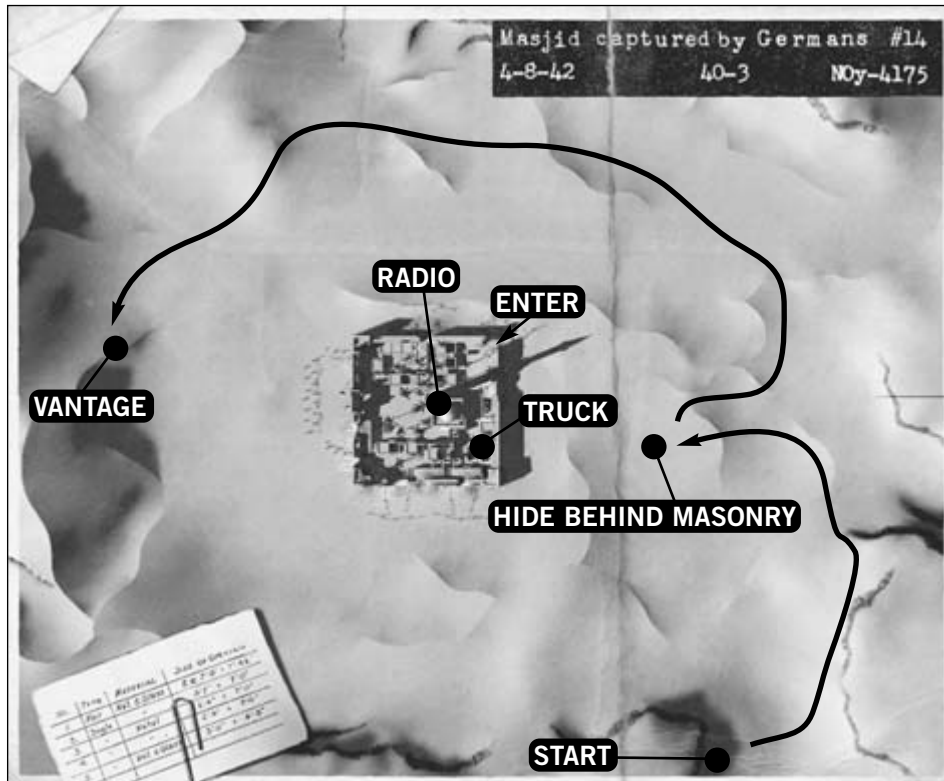 Masjid captured by Germans #14
4-8-42 40-3 NOy-4175
RADIO
ENTER
VANTAGE
TRUCK
HIDE BEHIND MASONRY
START